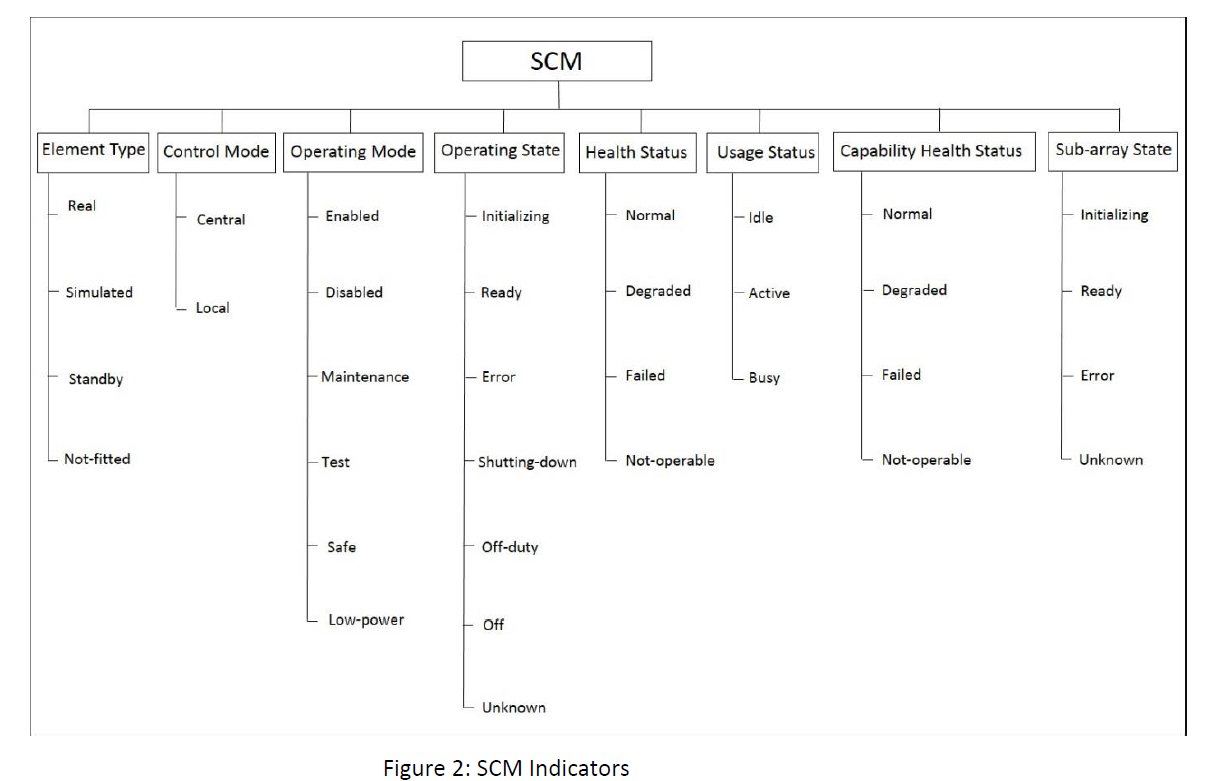 SCM
Element Type
Control Mode
Operating Mode
Operating State
Health Status
Usage Status
Capability Health Status
Sub-array State
Real
Simulated
Standby
Not-fitted
Central
Local
Enabled
Disabled
Maintenance
Test
Safe
Low-power
Initializing
Ready
Error
Shutting-down
Off-duty
Off
Unknown
Normal
Degraded
Failed
Not-operable
Idle
Active
Busy
Normal
Degraded
Failed
Not-operable
Initializing
Ready
Error
Unknown
Figure 2: SCM Indicators